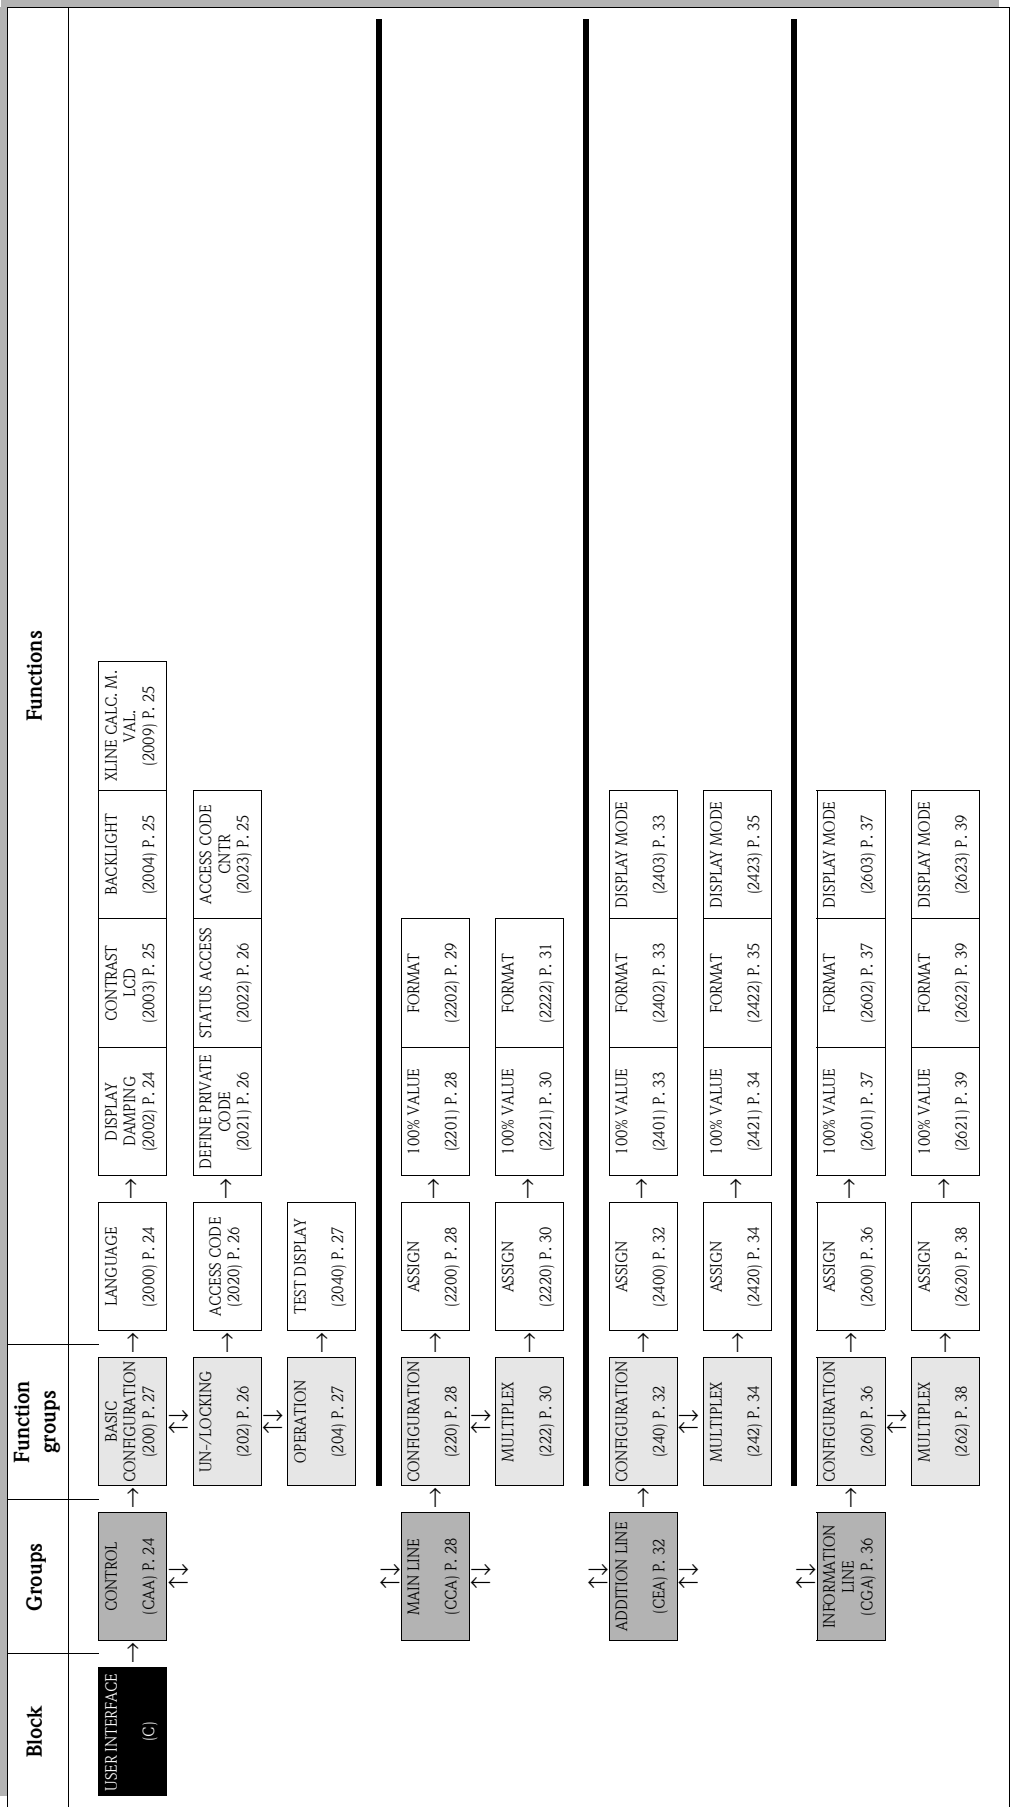 Block
Groups
Function
groups
Functions
USER INTERFACE
(C)
CONTROL
(CAA) P. 24
BASIC
CONFIGURATION
(200) P. 27
LANGUAGE
(2000) P. 24
DISPLAY
DAMPING
(2002) P. 24
CONTRAST
LCD
(2003) P. 25
BACKLIGHT
(2004) P. 25
XLINE CALC. M.
VAL.
(2009) P. 25
UN-/LOCKING
(202) P. 26
ACCESS CODE
(2020) P. 26
DEFINE PRIVATE
CODE
(2021) P. 26
STATUS ACCESS
(2022) P. 26
ACCESS CODE
CNTR
(2023) P. 25
OPERATION
(204) P. 27
TEST DISPLAY
(2040) P. 27
MAIN LINE
(CCA) P. 28
CONFIGURATION
(220) P. 28
ASSIGN
(2200) P. 28
100% VALUE
(2201) P. 28
FORMAT
(2202) P. 29
MULTIPLEX
(222) P. 30
ASSIGN
(2220) P. 30
100% VALUE
(2221) P. 30
FORMAT
(2222) P. 31
ADDITION LINE
(CEA) P. 32
CONFIGURATION
(240) P. 32
ASSIGN
(2400) P. 32
100% VALUE
(2401) P. 33
FORMAT
(2402) P. 33
DISPLAY MODE
(2403) P. 33
MULTIPLEX
(242) P. 34
ASSIGN
(2420) P. 34
100% VALUE
(2421) P. 34
FORMAT
(2422) P. 35
DISPLAY MODE
(2423) P. 35
INFORMATION
LINE
(CGA) P. 36
CONFIGURATION
(260) P. 36
ASSIGN
(2600) P. 36
100% VALUE
(2601) P. 37
FORMAT
(2602) P. 37
DISPLAY MODE
(2603) P. 37
MULTIPLEX
(262) P. 38
ASSIGN
(2620) P. 38
100% VALUE
(2621) P. 39
FORMAT
(2622) P. 39
DISPLAY MODE
(2623) P. 39